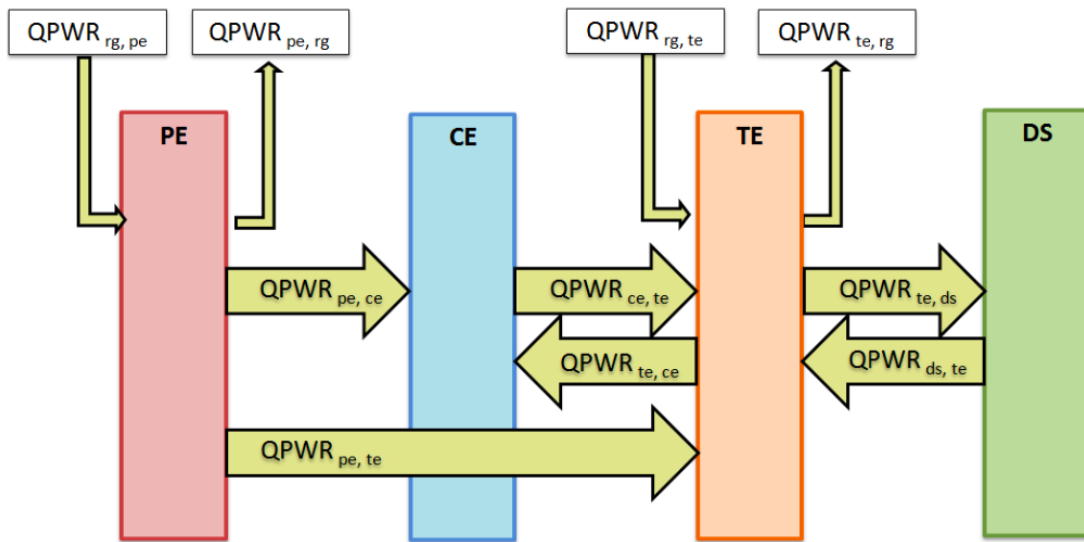 QPWR rg, pe
QPWR pe, rg
QPWR rg, te
QPWR te, rg
PE
CE
TE
DS
QPWR pe, ce
QPWR ce, te
QPWR te, ds
QPWR te, ce
QPWR ds, te
QPWR pe, te